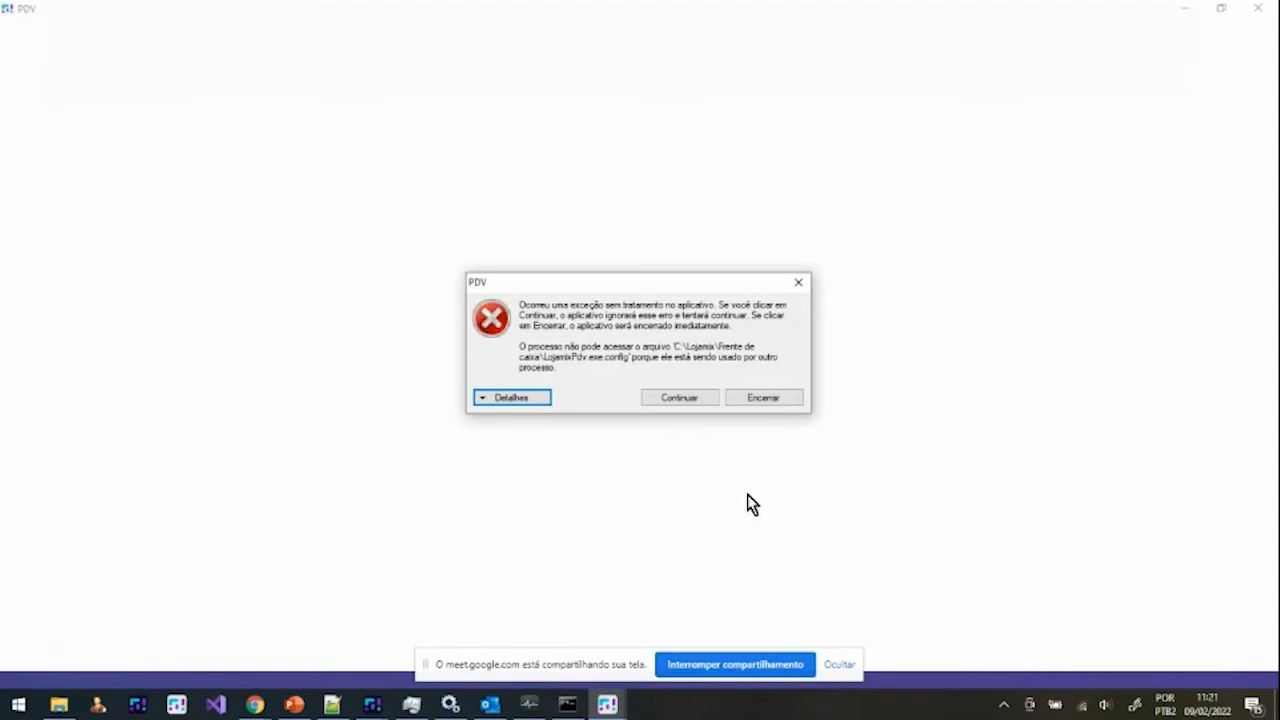 PDV
PDV
Ocorreu uma exceção sem tratamento no aplicativo. Se você clicar em
Continuar, o aplicativo ignorará esse erro e tentará continuar. Se clicar
em Encerrar, o aplicativo será encerrado imediatamente.
O processo não pode acessar o arquivo 'C:\Lojamix\Frente de
caixa\LojamixPdv.exe.config' porque ele está sendo usado por outro
processo.
Detalhes
Continuar
Encerrar
O meet.google.com está compartilhando sua tela.
Interromper compartilhamento
Ocultar
POR
PTB2
11:21
09/02/2022
15